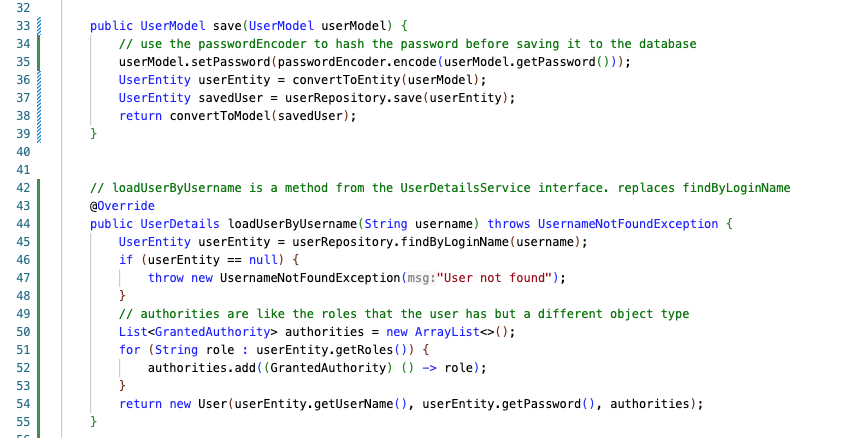 32
33 public UserModel save(UserModel userModel) {
34 // use the passwordEncoder to hash the password before saving it to the database
35 userModel.setPassword(passwordEncoder.encode(userModel.getPassword()));
36 UserEntity userEntity = convertToEntity(userModel);
37 UserEntity savedUser = userRepository.save(userEntity);
38 return convertToModel(savedUser);
39 }
40
41
42 // loadUserByUsername is a method from the UserDetailsService interface. replaces findByLoginName
43 @Override
44 public UserDetails loadUserByUsername(String username) throws UsernameNotFoundException {
45 UserEntity userEntity = userRepository.findByLoginName(username);
46 if (userEntity == null) {
47 throw new UsernameNotFoundException(msg:"User not found");
48 }
49 // authorities are like the roles that the user has but a different object type
50 List<GrantedAuthority> authorities = new ArrayList<>();
51 for (String role : userEntity.getRoles()) {
52 authorities.add((GrantedAuthority) () -> role);
53 }
54 return new User(userEntity.getUserName(), userEntity.getPassword(), authorities);
55 }